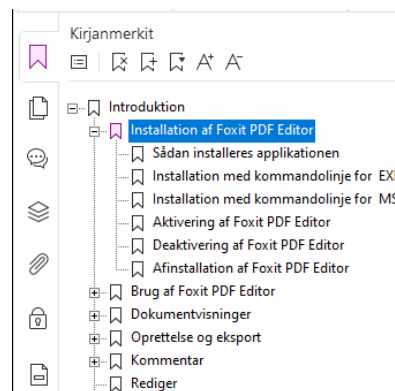 Kirjanmerkit
A+ A-
Introduktion
Installation af Foxit PDF Editor
Sådan installeres applikationen
Installation med kommandolinje for
Installation med kommandolinje for
Aktivering af Foxit PDF Editor
Deaktivering af Foxit PDF Editor
Afinstallation af Foxit PDF Editor
Brug af Foxit PDF Editor
Dokumentvisninger
Oprettelse og eksport
Kommentar
Rediger